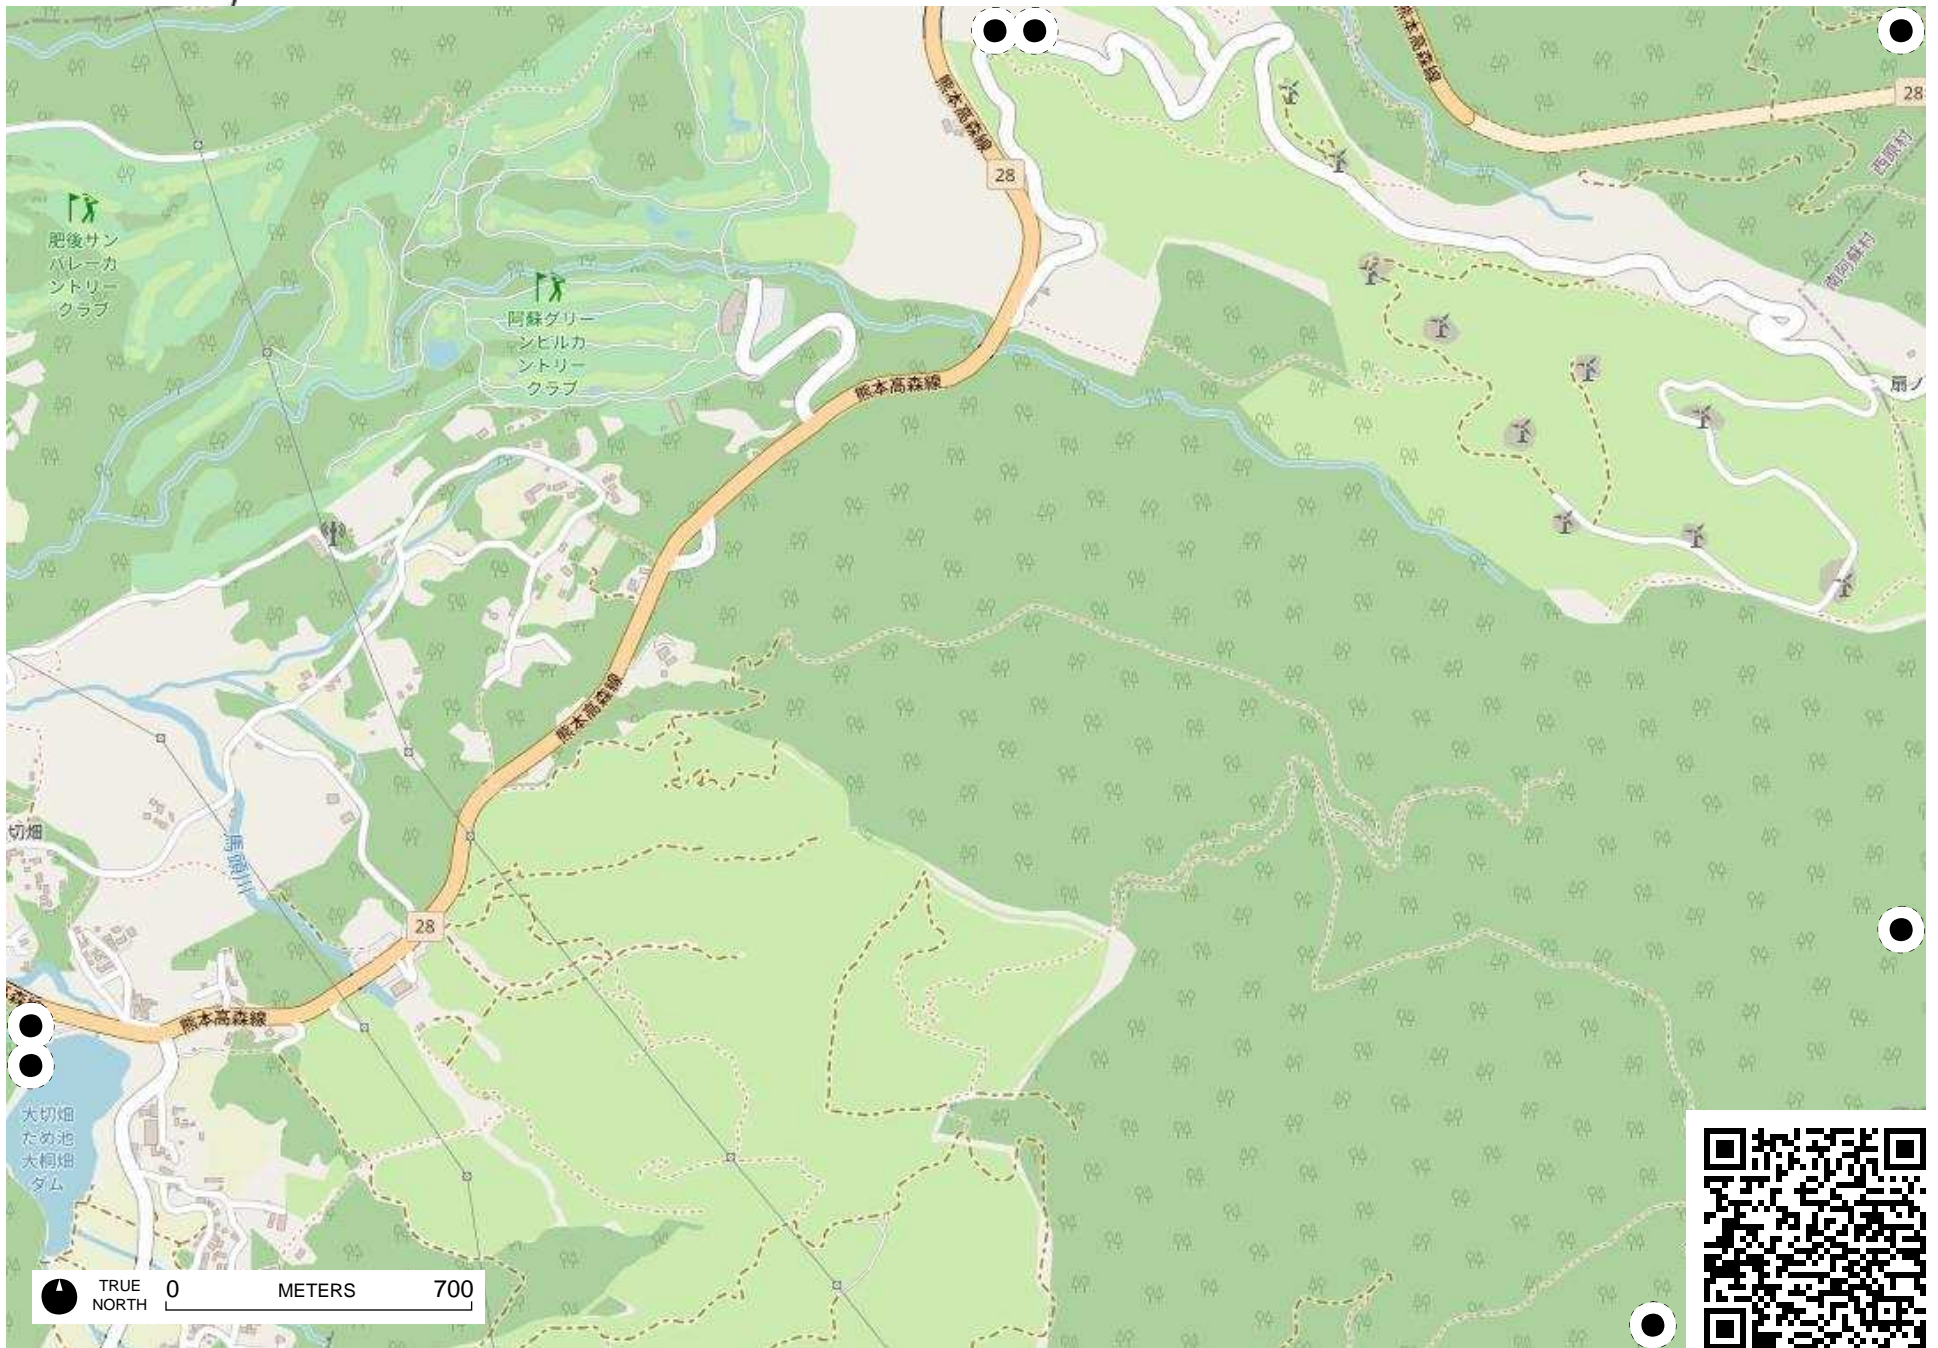 熊本高森線
28
西原村
南阿蘇村
熊本高森線
28
肥後サン
バレーカ
ントリー
クラブ
阿蘇グリー
ンヒルカ
ントリー
クラブ
熊本高森線
扇ノ
熊本高森線
切畑
馬頭川
28
熊本高森線
大切畑
ため池
大桐畑
ダム
TRUE
NORTH
0
METERS
700